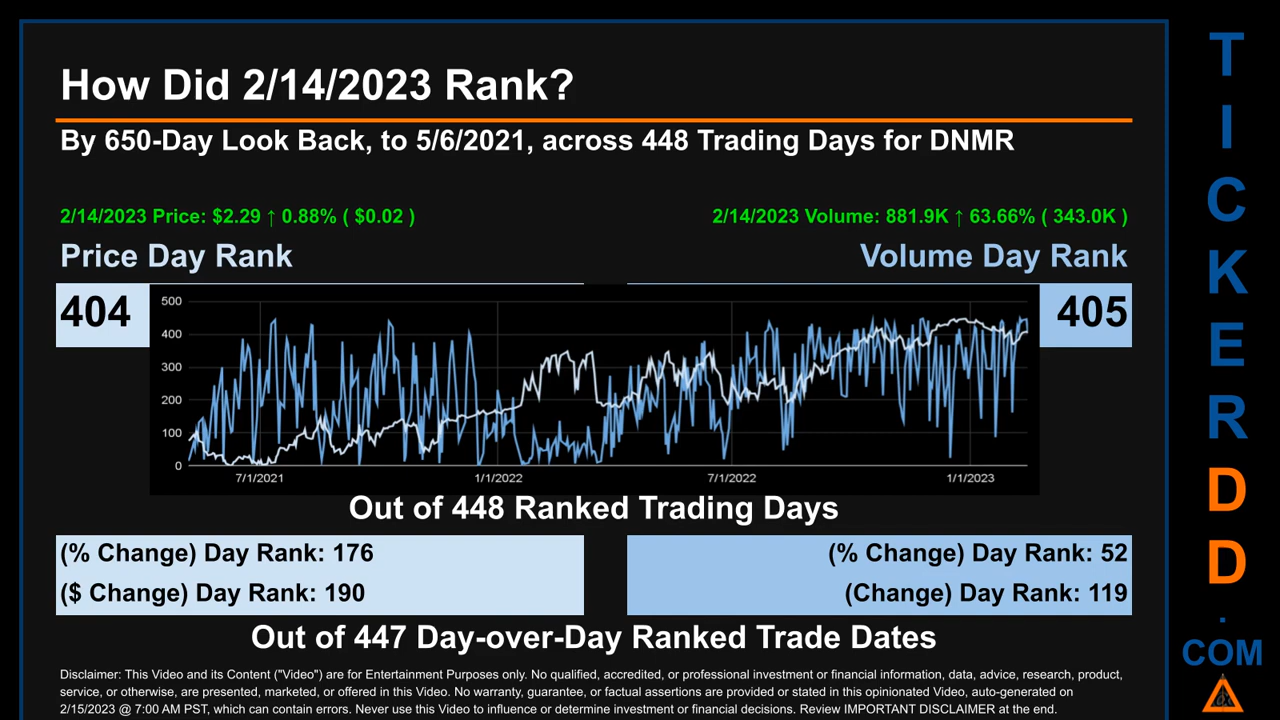 How Did 2/14/2023 Rank?
By 650-Day Look Back, to 5/6/2021, across 448 Trading Days for DNMR
2/14/2023 Price: $2.29 ↑ 0.88% ( $0.02 )
2/14/2023 Volume: 881.9K ↑ 63.66% ( 343.0K )
Price Day Rank
Volume Day Rank
404
405
500
400
300
200
100
0
7/1/2021
1/1/2022
7/1/2022
1/1/2023
Out of 448 Ranked Trading Days
(% Change) Day Rank: 176
($ Change) Day Rank: 190
(% Change) Day Rank: 52
(Change) Day Rank: 119
Out of 447 Day-over-Day Ranked Trade Dates
Disclaimer: This Video and its Content ("Video") are for Entertainment Purposes only. No qualified, accredited, or professional investment or financial information, data, advice, research, product,
service, or otherwise, are presented, marketed, or offered in this Video. No warranty, guarantee, or factual assertions are provided or stated in this opinionated Video, auto-generated on
2/15/2023 @ 7:00 AM PST, which can contain errors. Never use this Video to influence or determine investment or financial decisions. Review IMPORTANT DISCLAIMER at the end.
T
I
C
K
E
R
D
D
.
COM